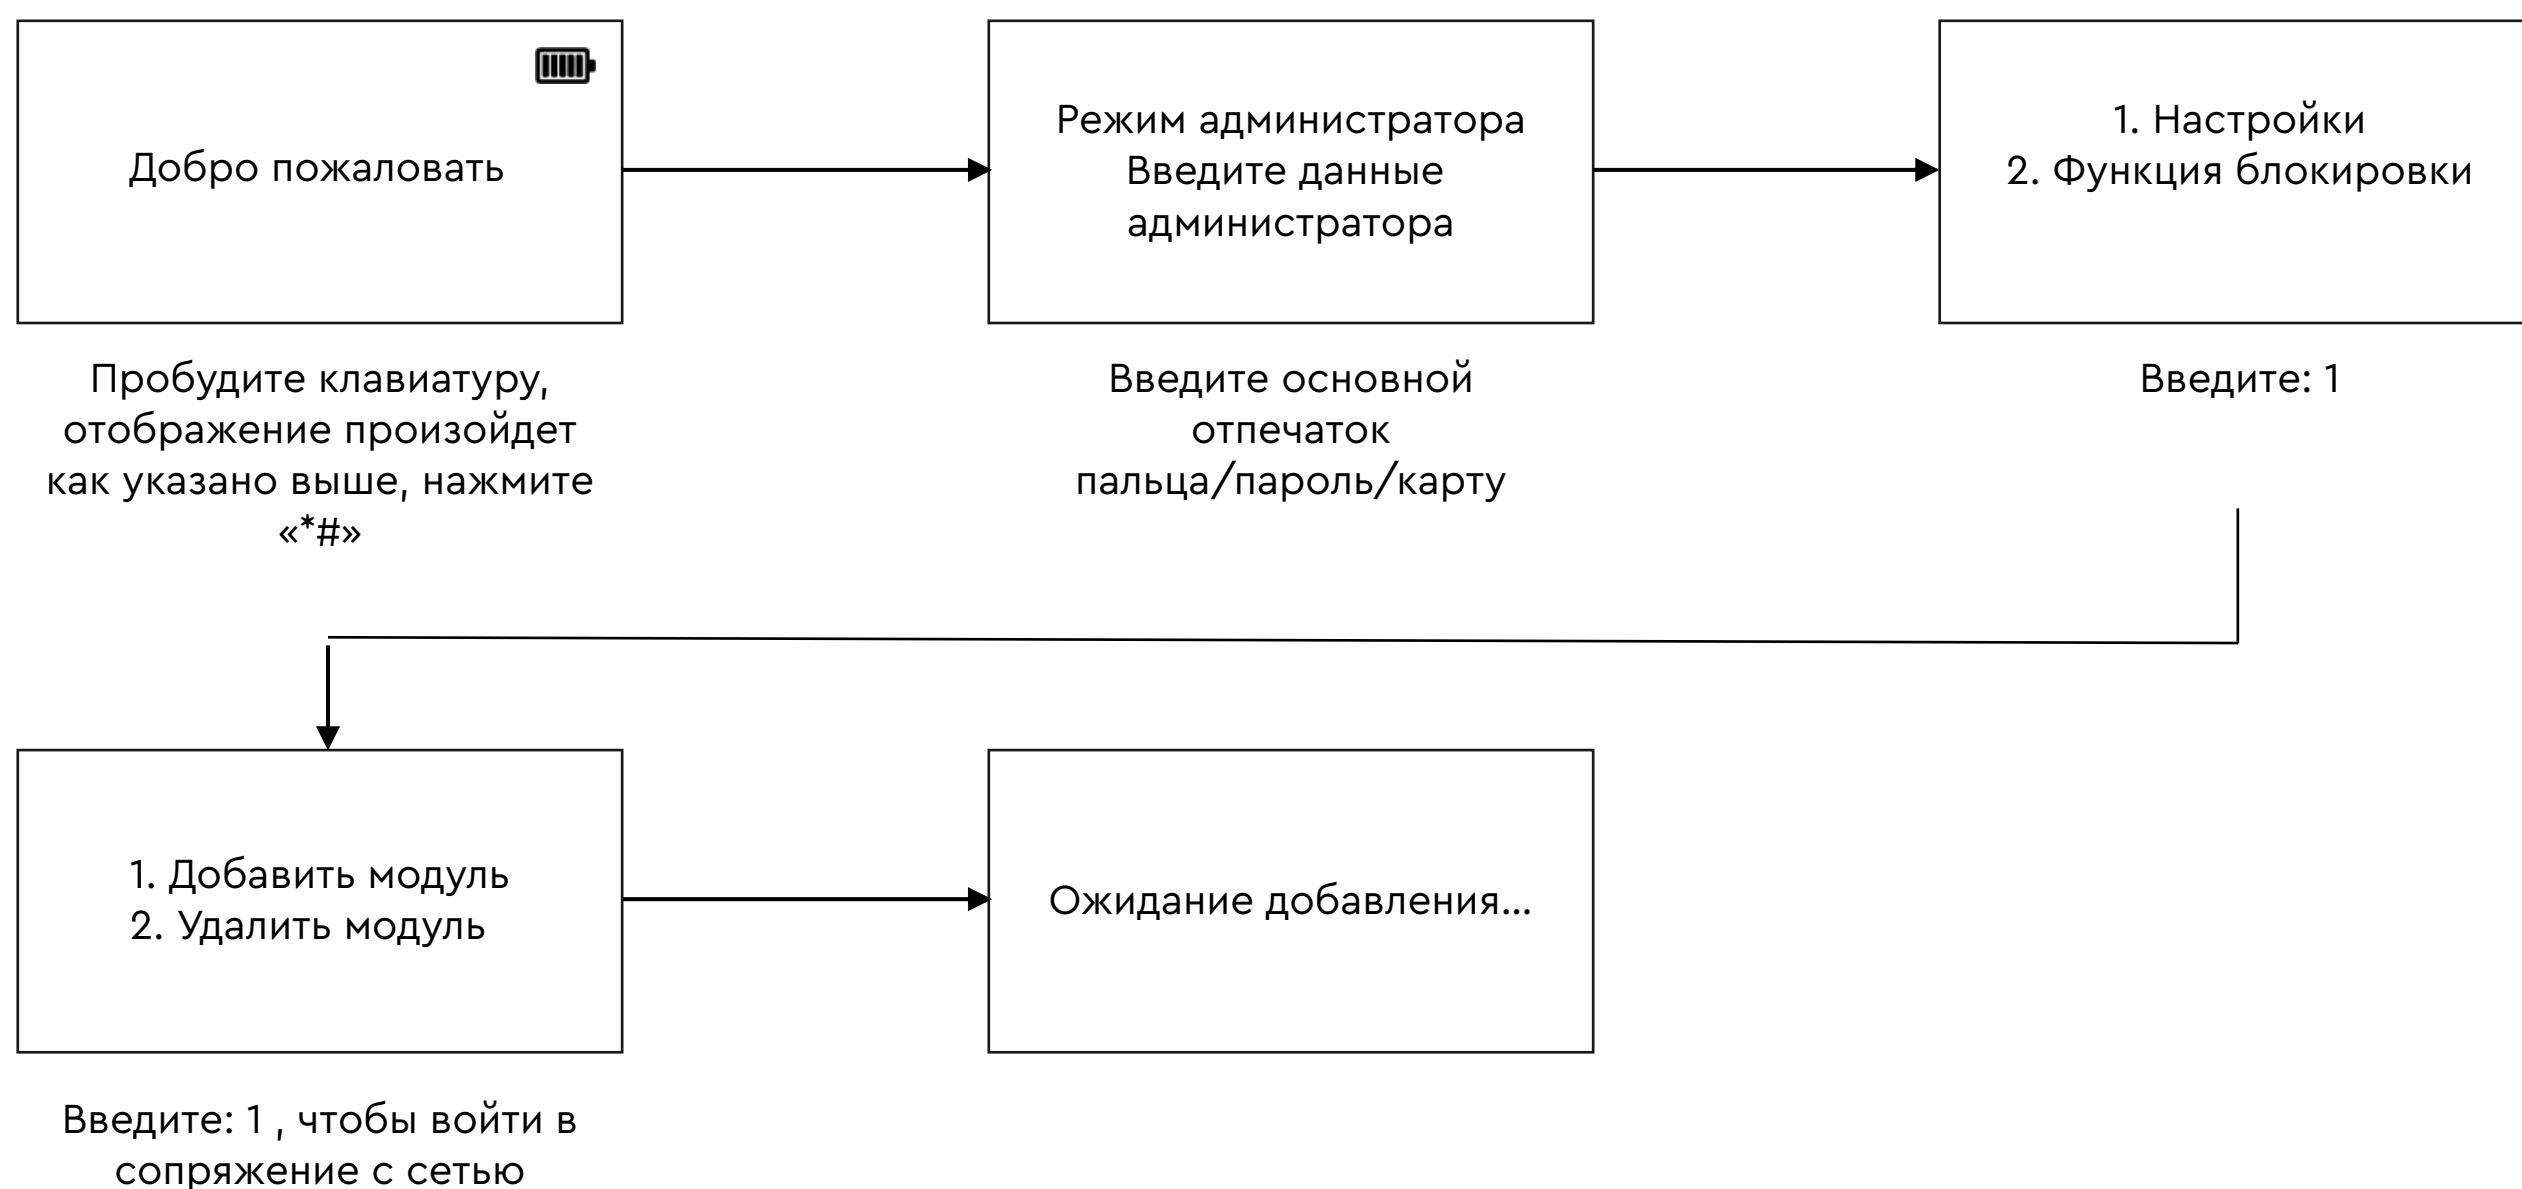 Добро пожаловать
Режим администратора
Введите данные
администратора
1. Настройки
2. Функция блокировки
Пробудите клавиатуру,
отображение произойдет
как указано выше, нажмите
«*#»
Введите основной
отпечаток
пальца/пароль/карту
Введите: 1
1. Добавить модуль
2. Удалить модуль
Ожидание добавления...
Введите: 1 , чтобы войти в
сопряжение с сетью